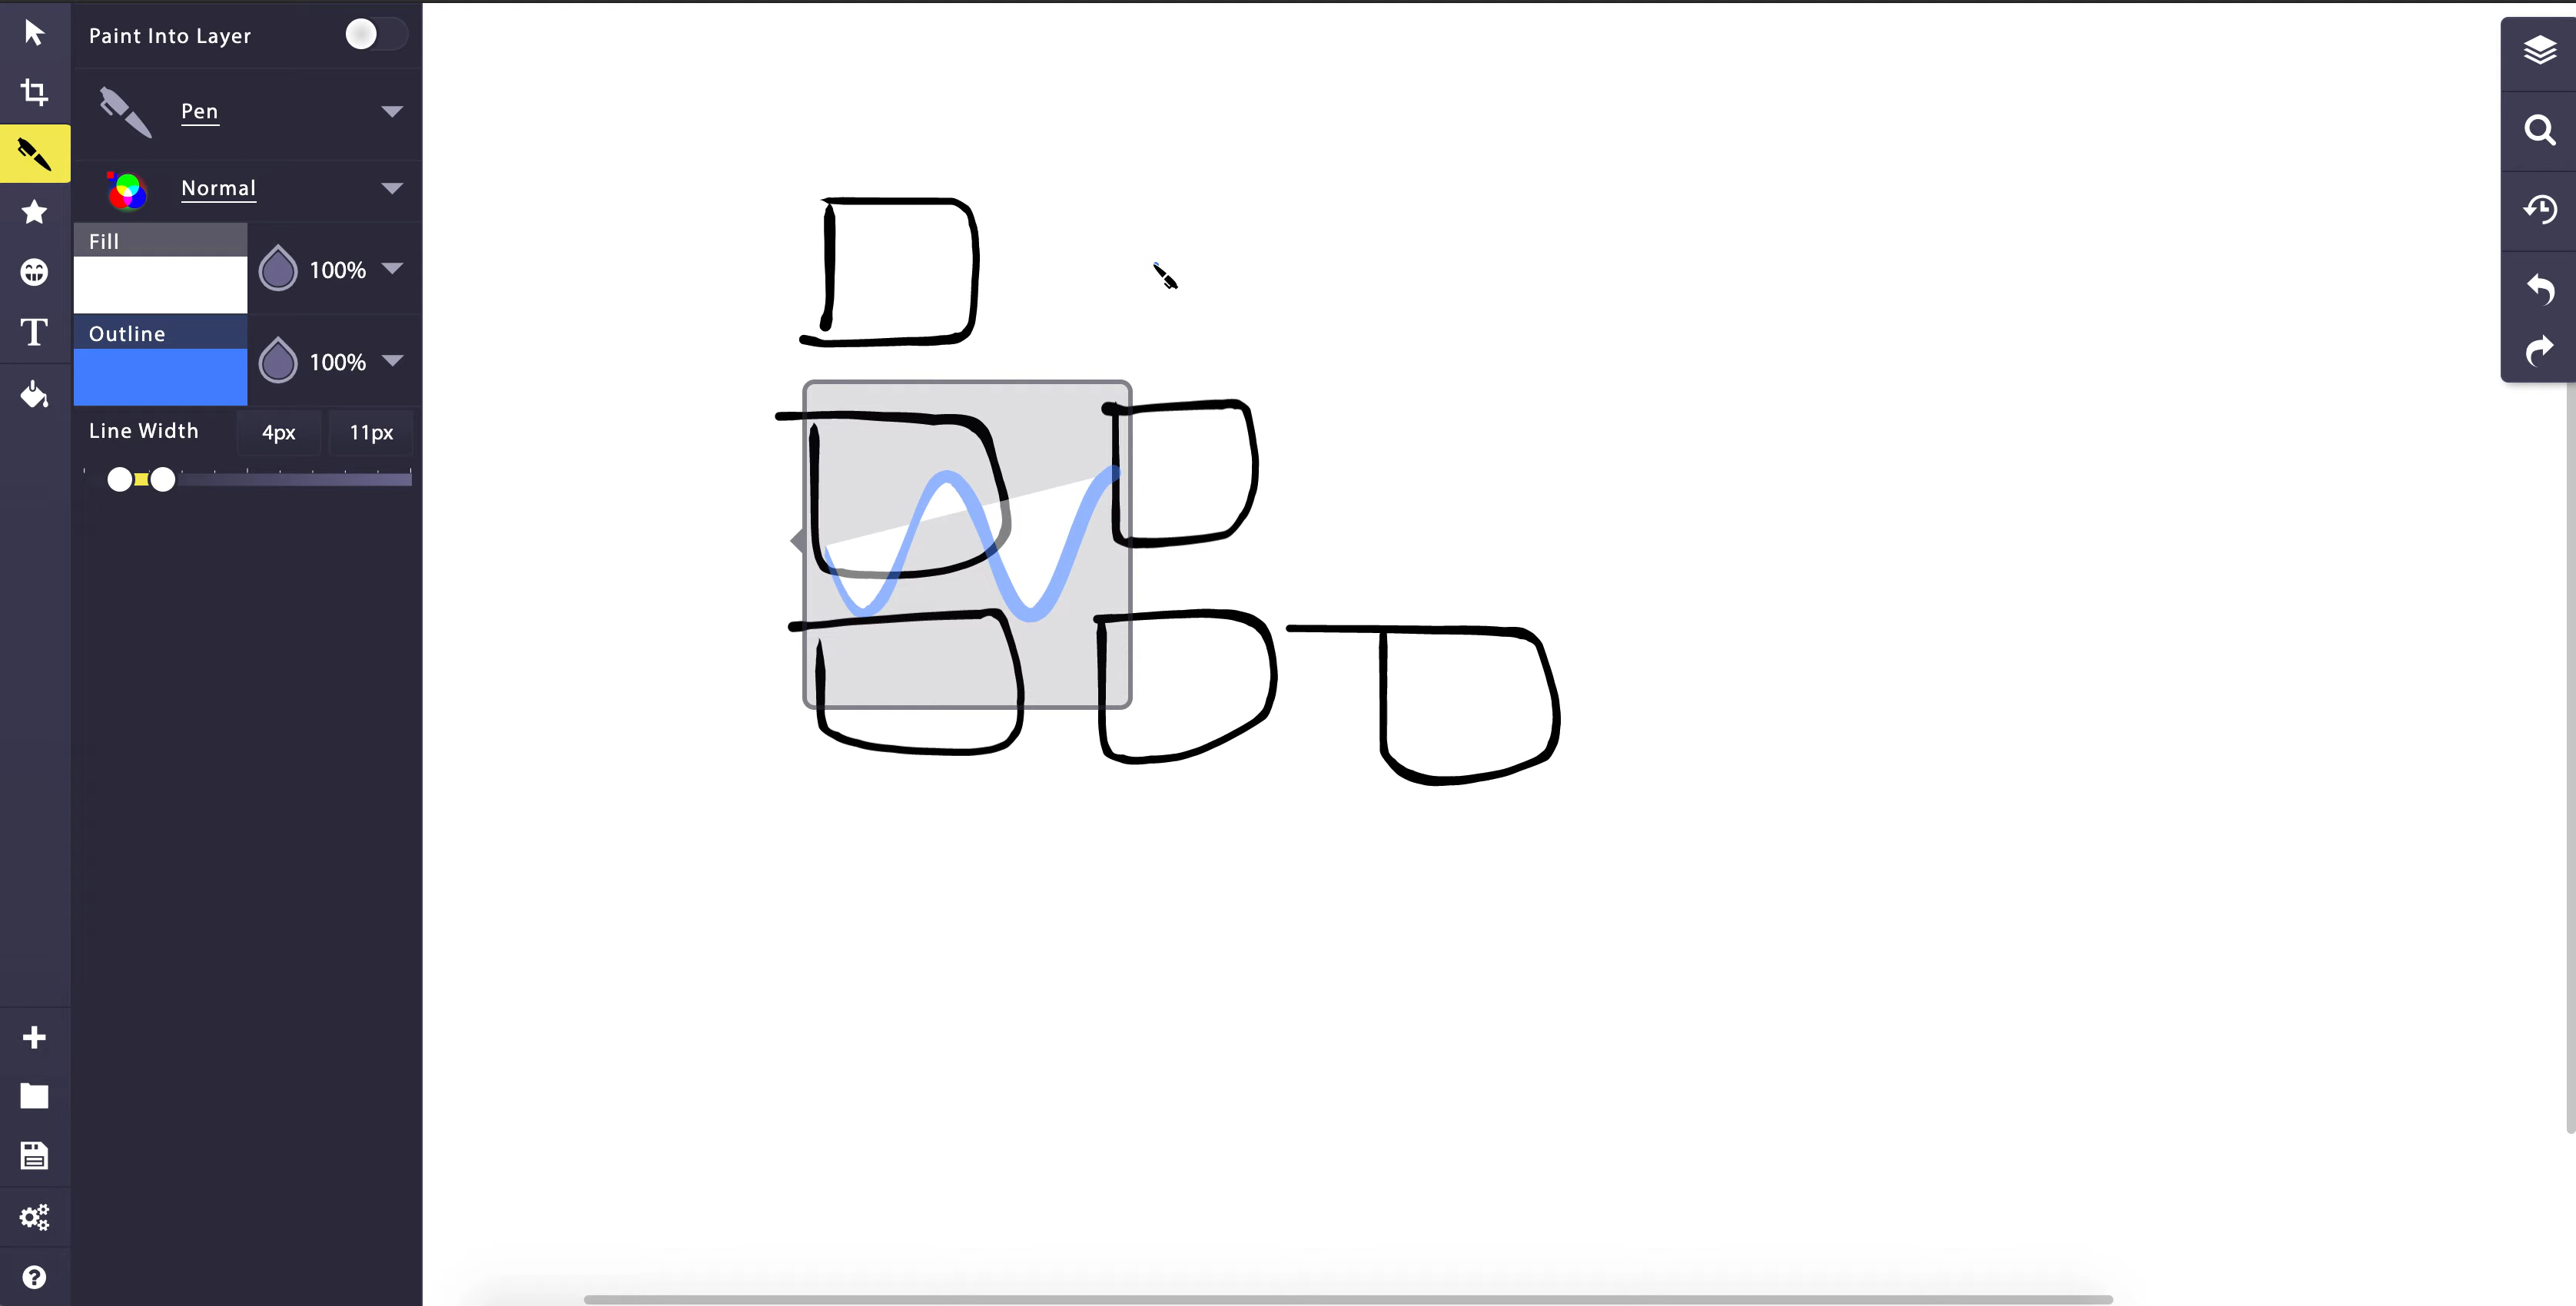 Paint Into Layer
Pen
Normal
Fill
100%
Outline
100%
Line Width 4px 11px
T
?